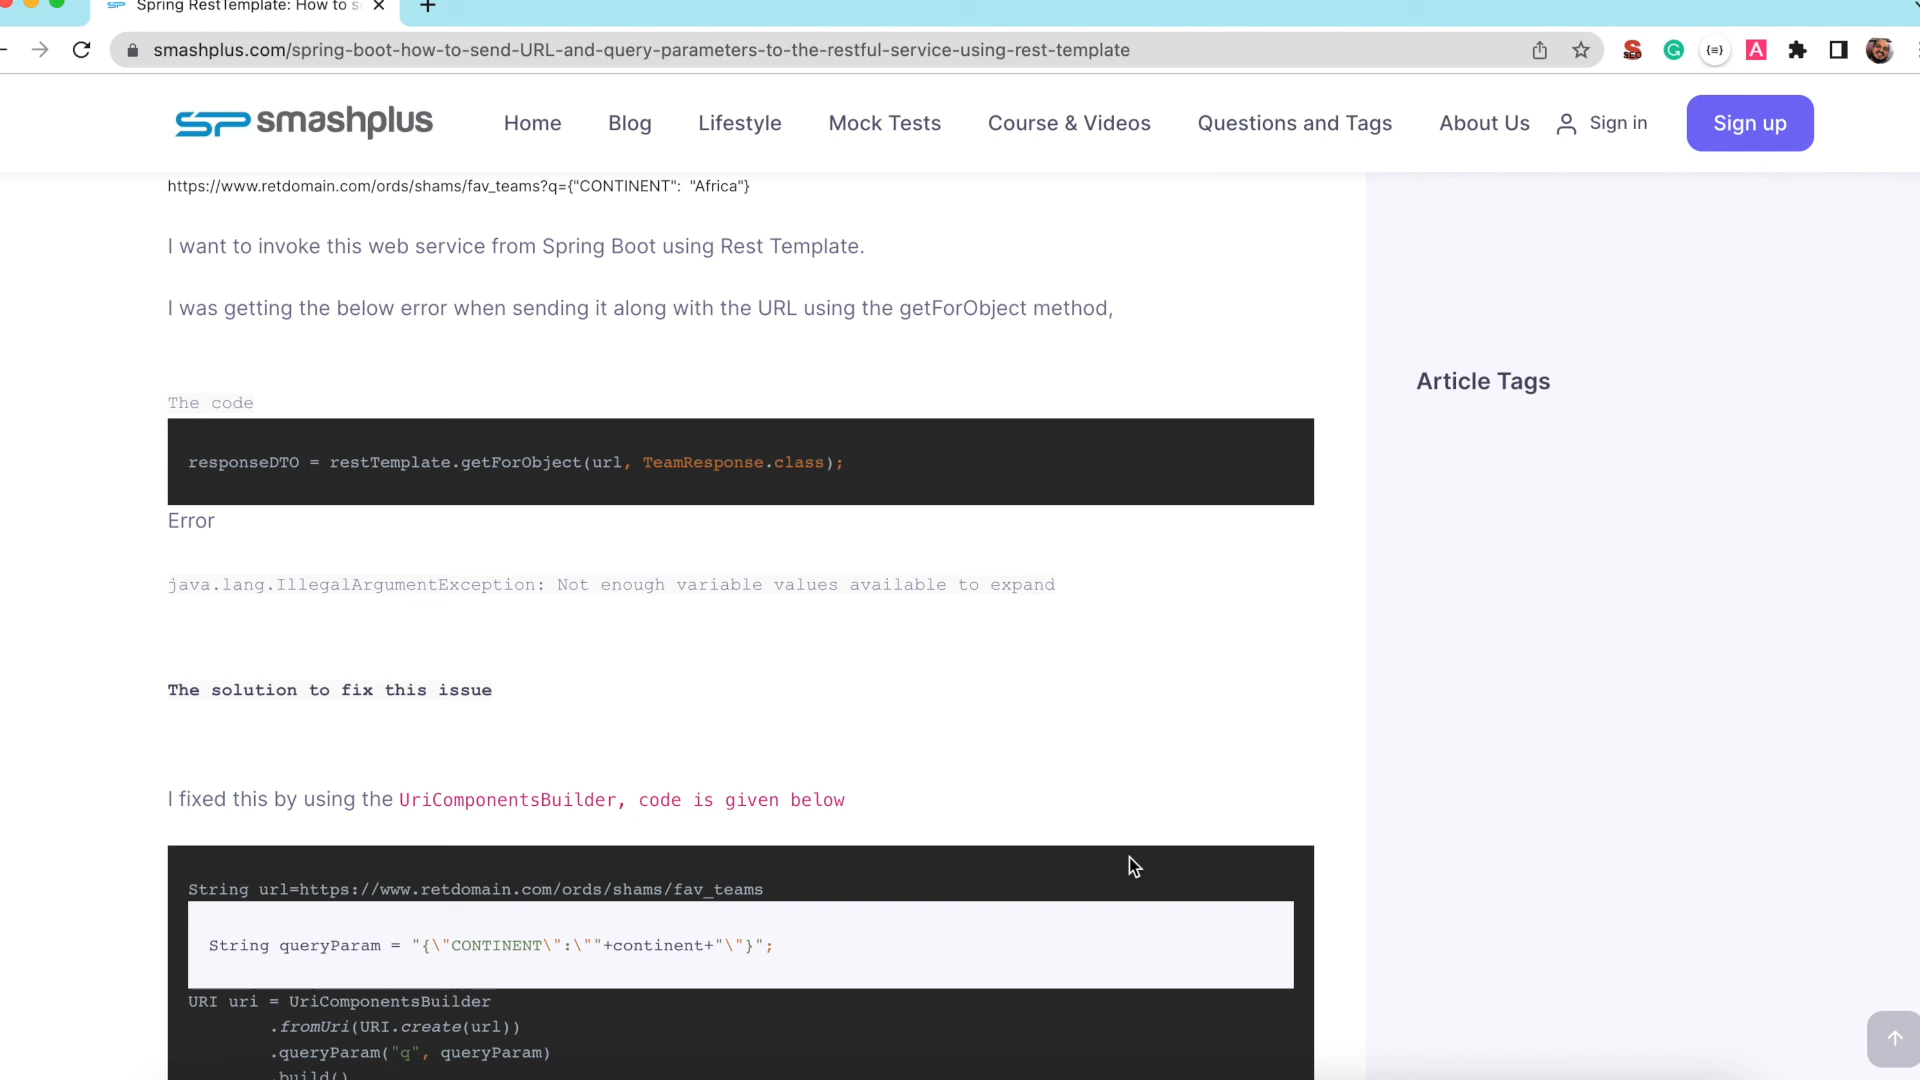 Spring RestTemplate: How to s
smashplus.com/spring-boot-how-to-send-URL-and-query-parameters-to-the-restful-service-using-rest-template
smashplus Home Blog Lifestyle Mock Tests Course & Videos Questions and Tags About Us Sign in Sign up
https://www.retdomain.com/ords/shams/fav_teams?q={"CONTINENT": "Africa"}
I want to invoke this web service from Spring Boot using Rest Template.
I was getting the below error when sending it along with the URL using the getForObject method,
Article Tags
The code
responseDTO = restTemplate.getForObject(url, TeamResponse.class);
Error
java.lang.IllegalArgumentException: Not enough variable values available to expand
The solution to fix this issue
I fixed this by using the UriComponentsBuilder, code is given below
String url=https://www.retdomain.com/ords/shams/fav_teams
String queryParam = "{\"CONTINENT\":\""+continent+"\"}";
URI uri = UriComponentsBuilder
.fromUri(URI.create(url))
.queryParam("q", queryParam)
.build()